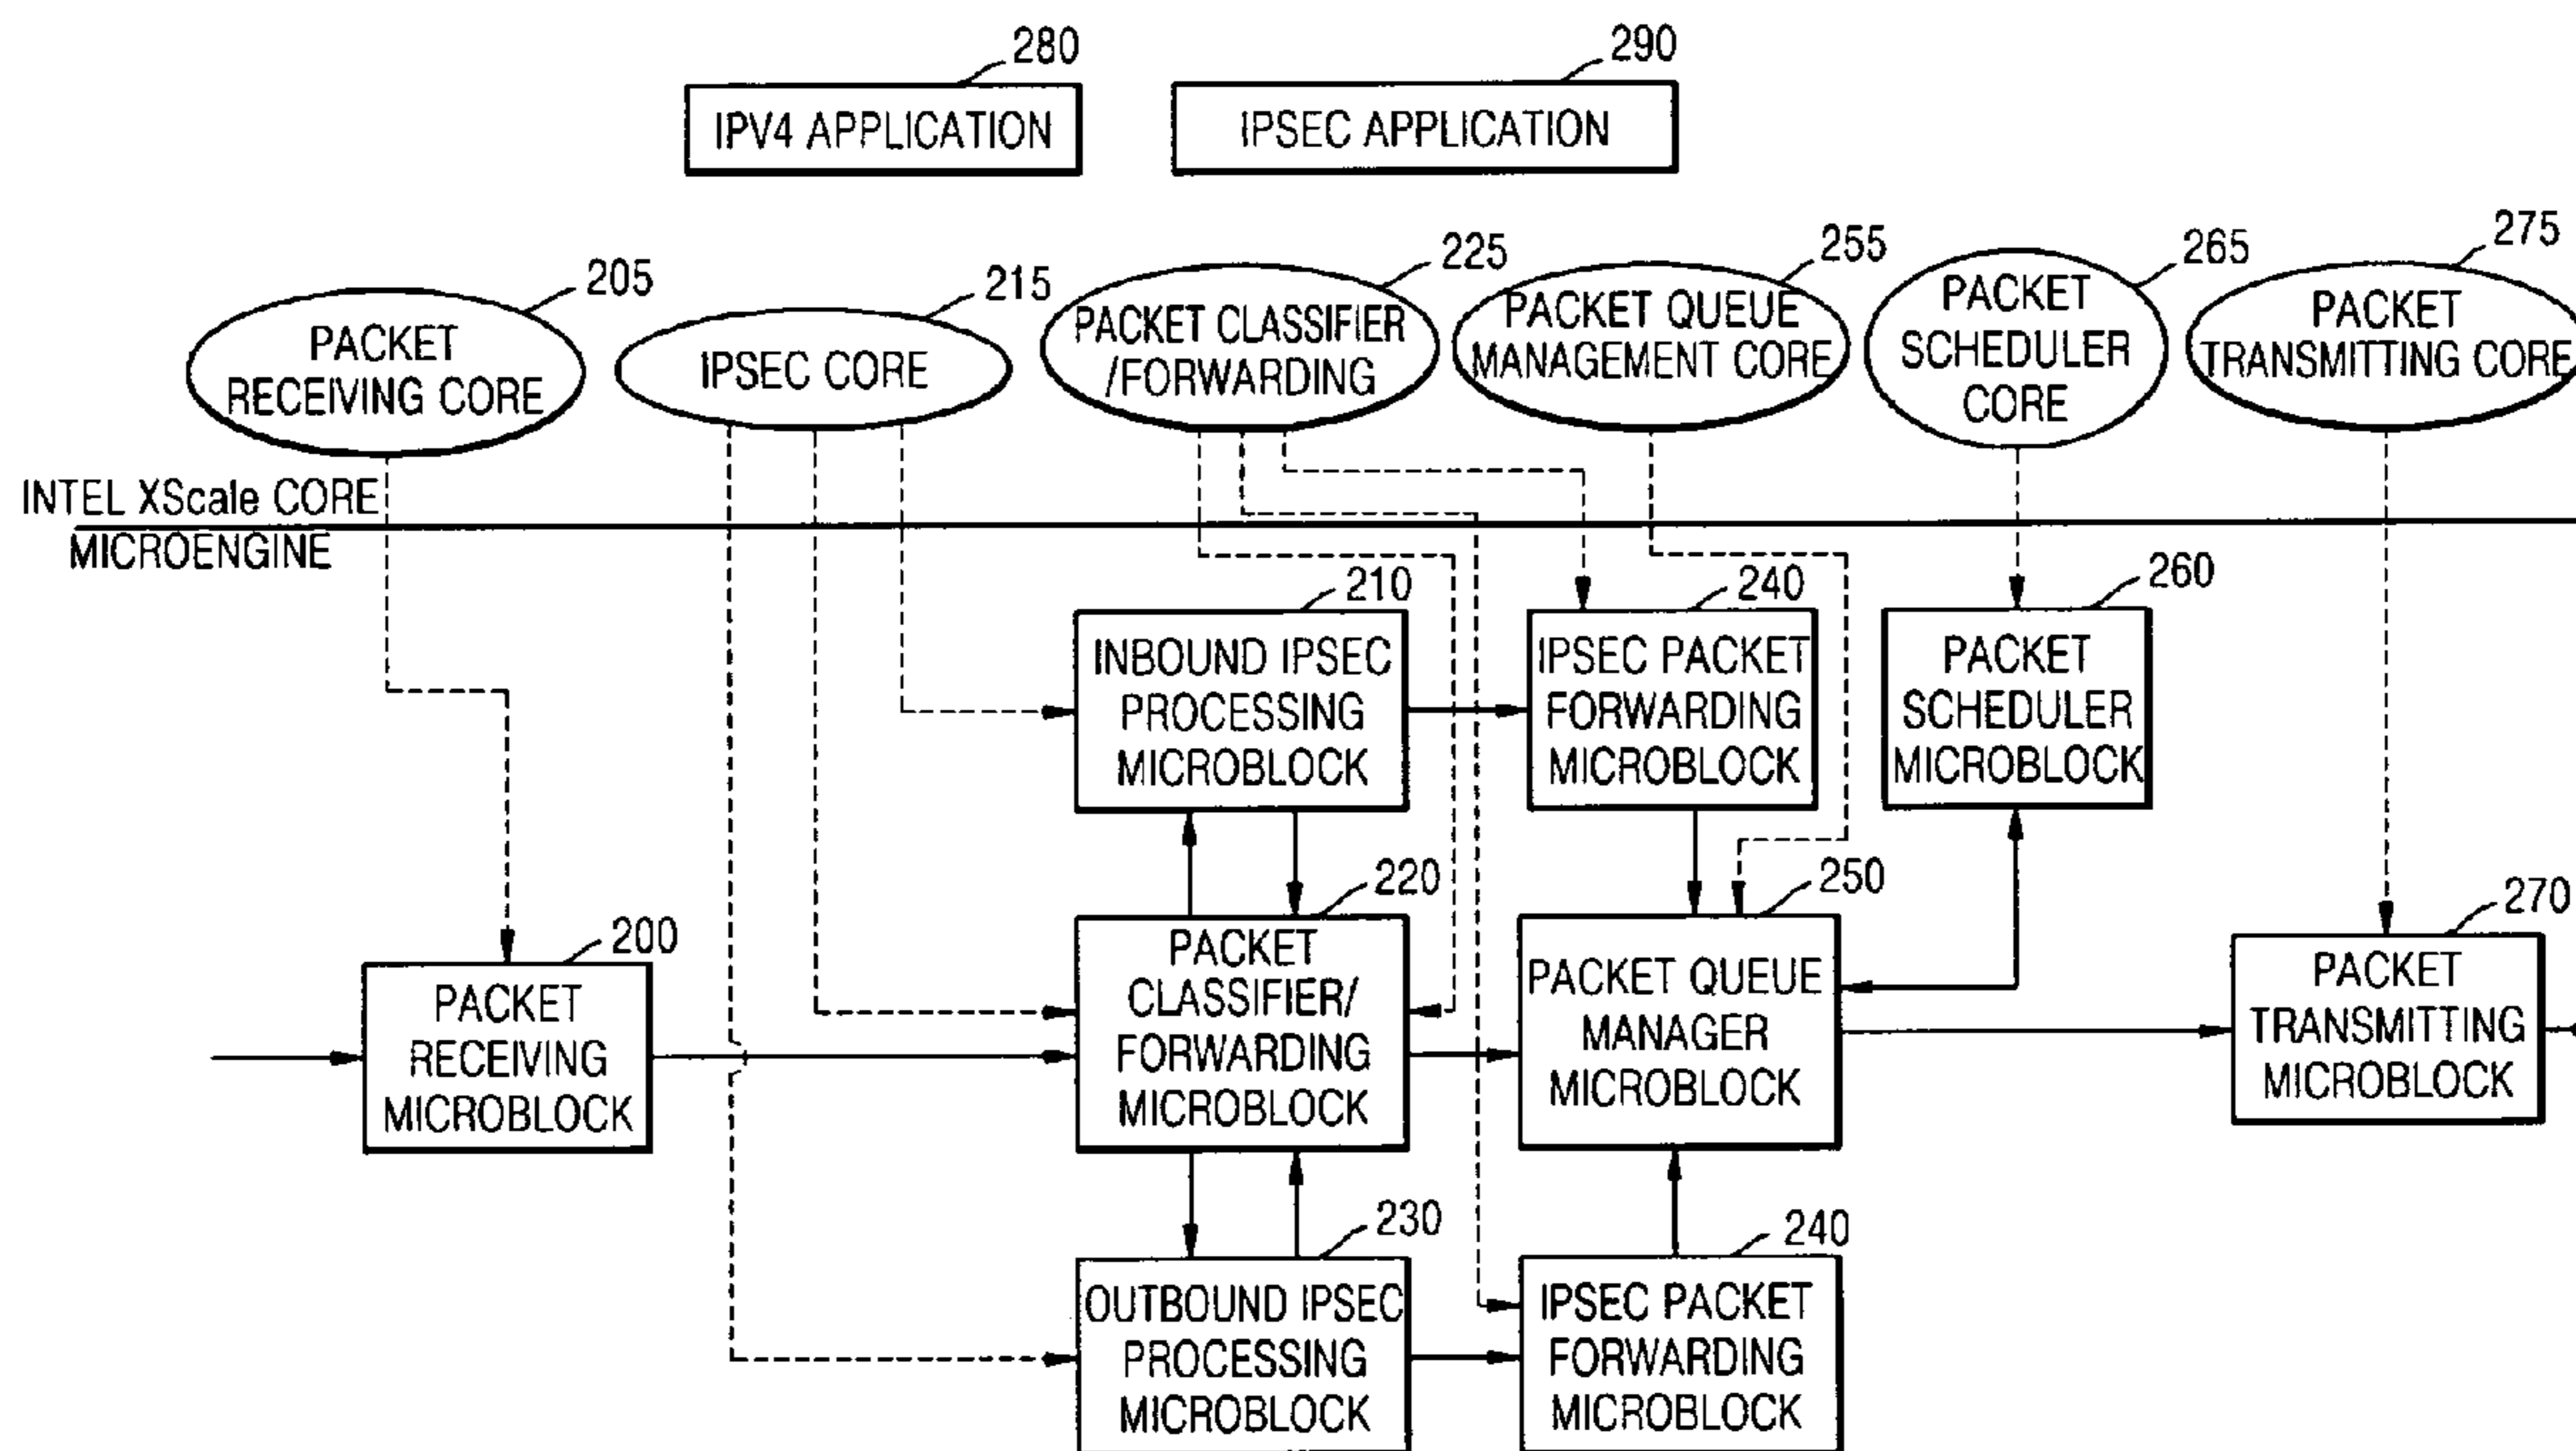 280
290
IPV4 APPLICATION
IPSEC APPLICATION
205
215
225
255
265
275
PACKET
RECEIVING CORE
IPSEC CORE
PACKET CLASSIFIER
/FORWARDING
PACKET QUEUE
MANAGEMENT CORE
PACKET
SCHEDULER
CORE
PACKET
TRANSMITTING CORE
INTEL XScale CORE
MICROENGINE
210
INBOUND IPSEC
PROCESSING
MICROBLOCK
240
IPSEC PACKET
FORWARDING
MICROBLOCK
260
PACKET
SCHEDULER
MICROBLOCK
200
PACKET
RECEIVING
MICROBLOCK
220
PACKET
CLASSIFIER/
FORWARDING
MICROBLOCK
250
PACKET QUEUE
MANAGER
MICROBLOCK
270
PACKET
TRANSMITTING
MICROBLOCK
230
OUTBOUND IPSEC
PROCESSING
MICROBLOCK
240
IPSEC PACKET
FORWARDING
MICROBLOCK